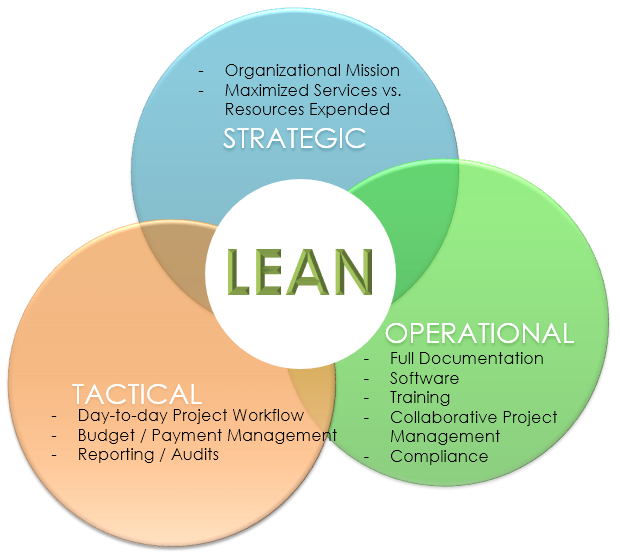 - Organizational Mission
- Maximized Services vs.
Resources Expended
STRATEGIC
LEAN
OPERATIONAL
- Full Documentation
- Software
- Training
- Collaborative Project
Management
- Compliance
TACTICAL
- Day-to-day Project Workflow
- Budget / Payment Management
- Reporting / Audits